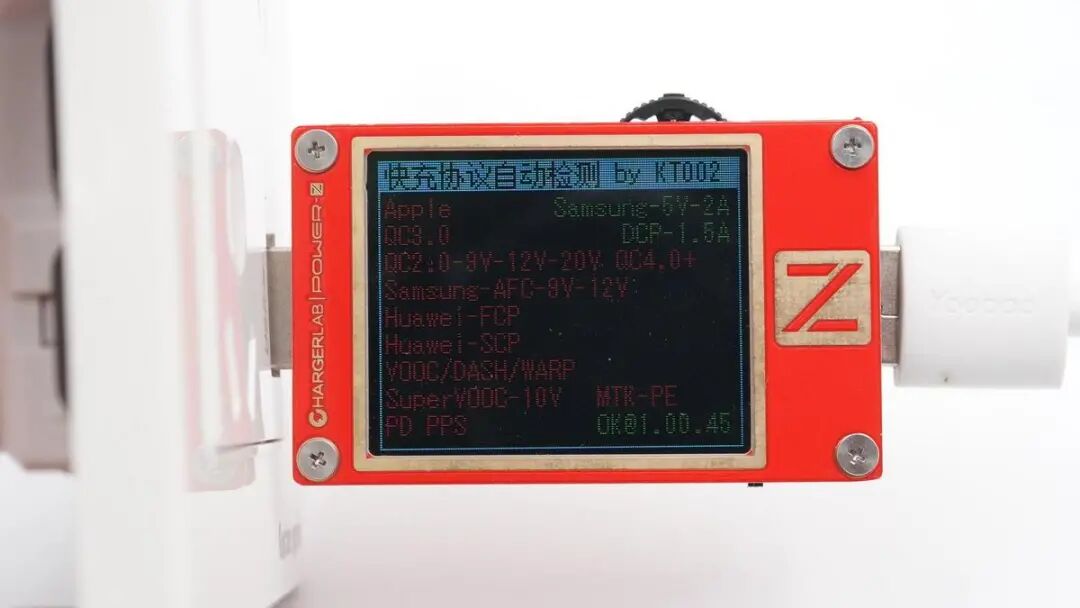 快充协议自动检测 by KT002
Apple Samsung-5V-2A
QC3.0 DCP-1.5A
QC2.0-9V-12V-20V QC4.0+
Samsung-AFC-9V-12V
Huawei-FCP
Huawei-SCP
VOOC/DASH/WARP
SuperVOOC-10V MTK-PE
PD PPS OK@1.00.45
CHARGERLAB|POWER-Z
Z
Yoobao